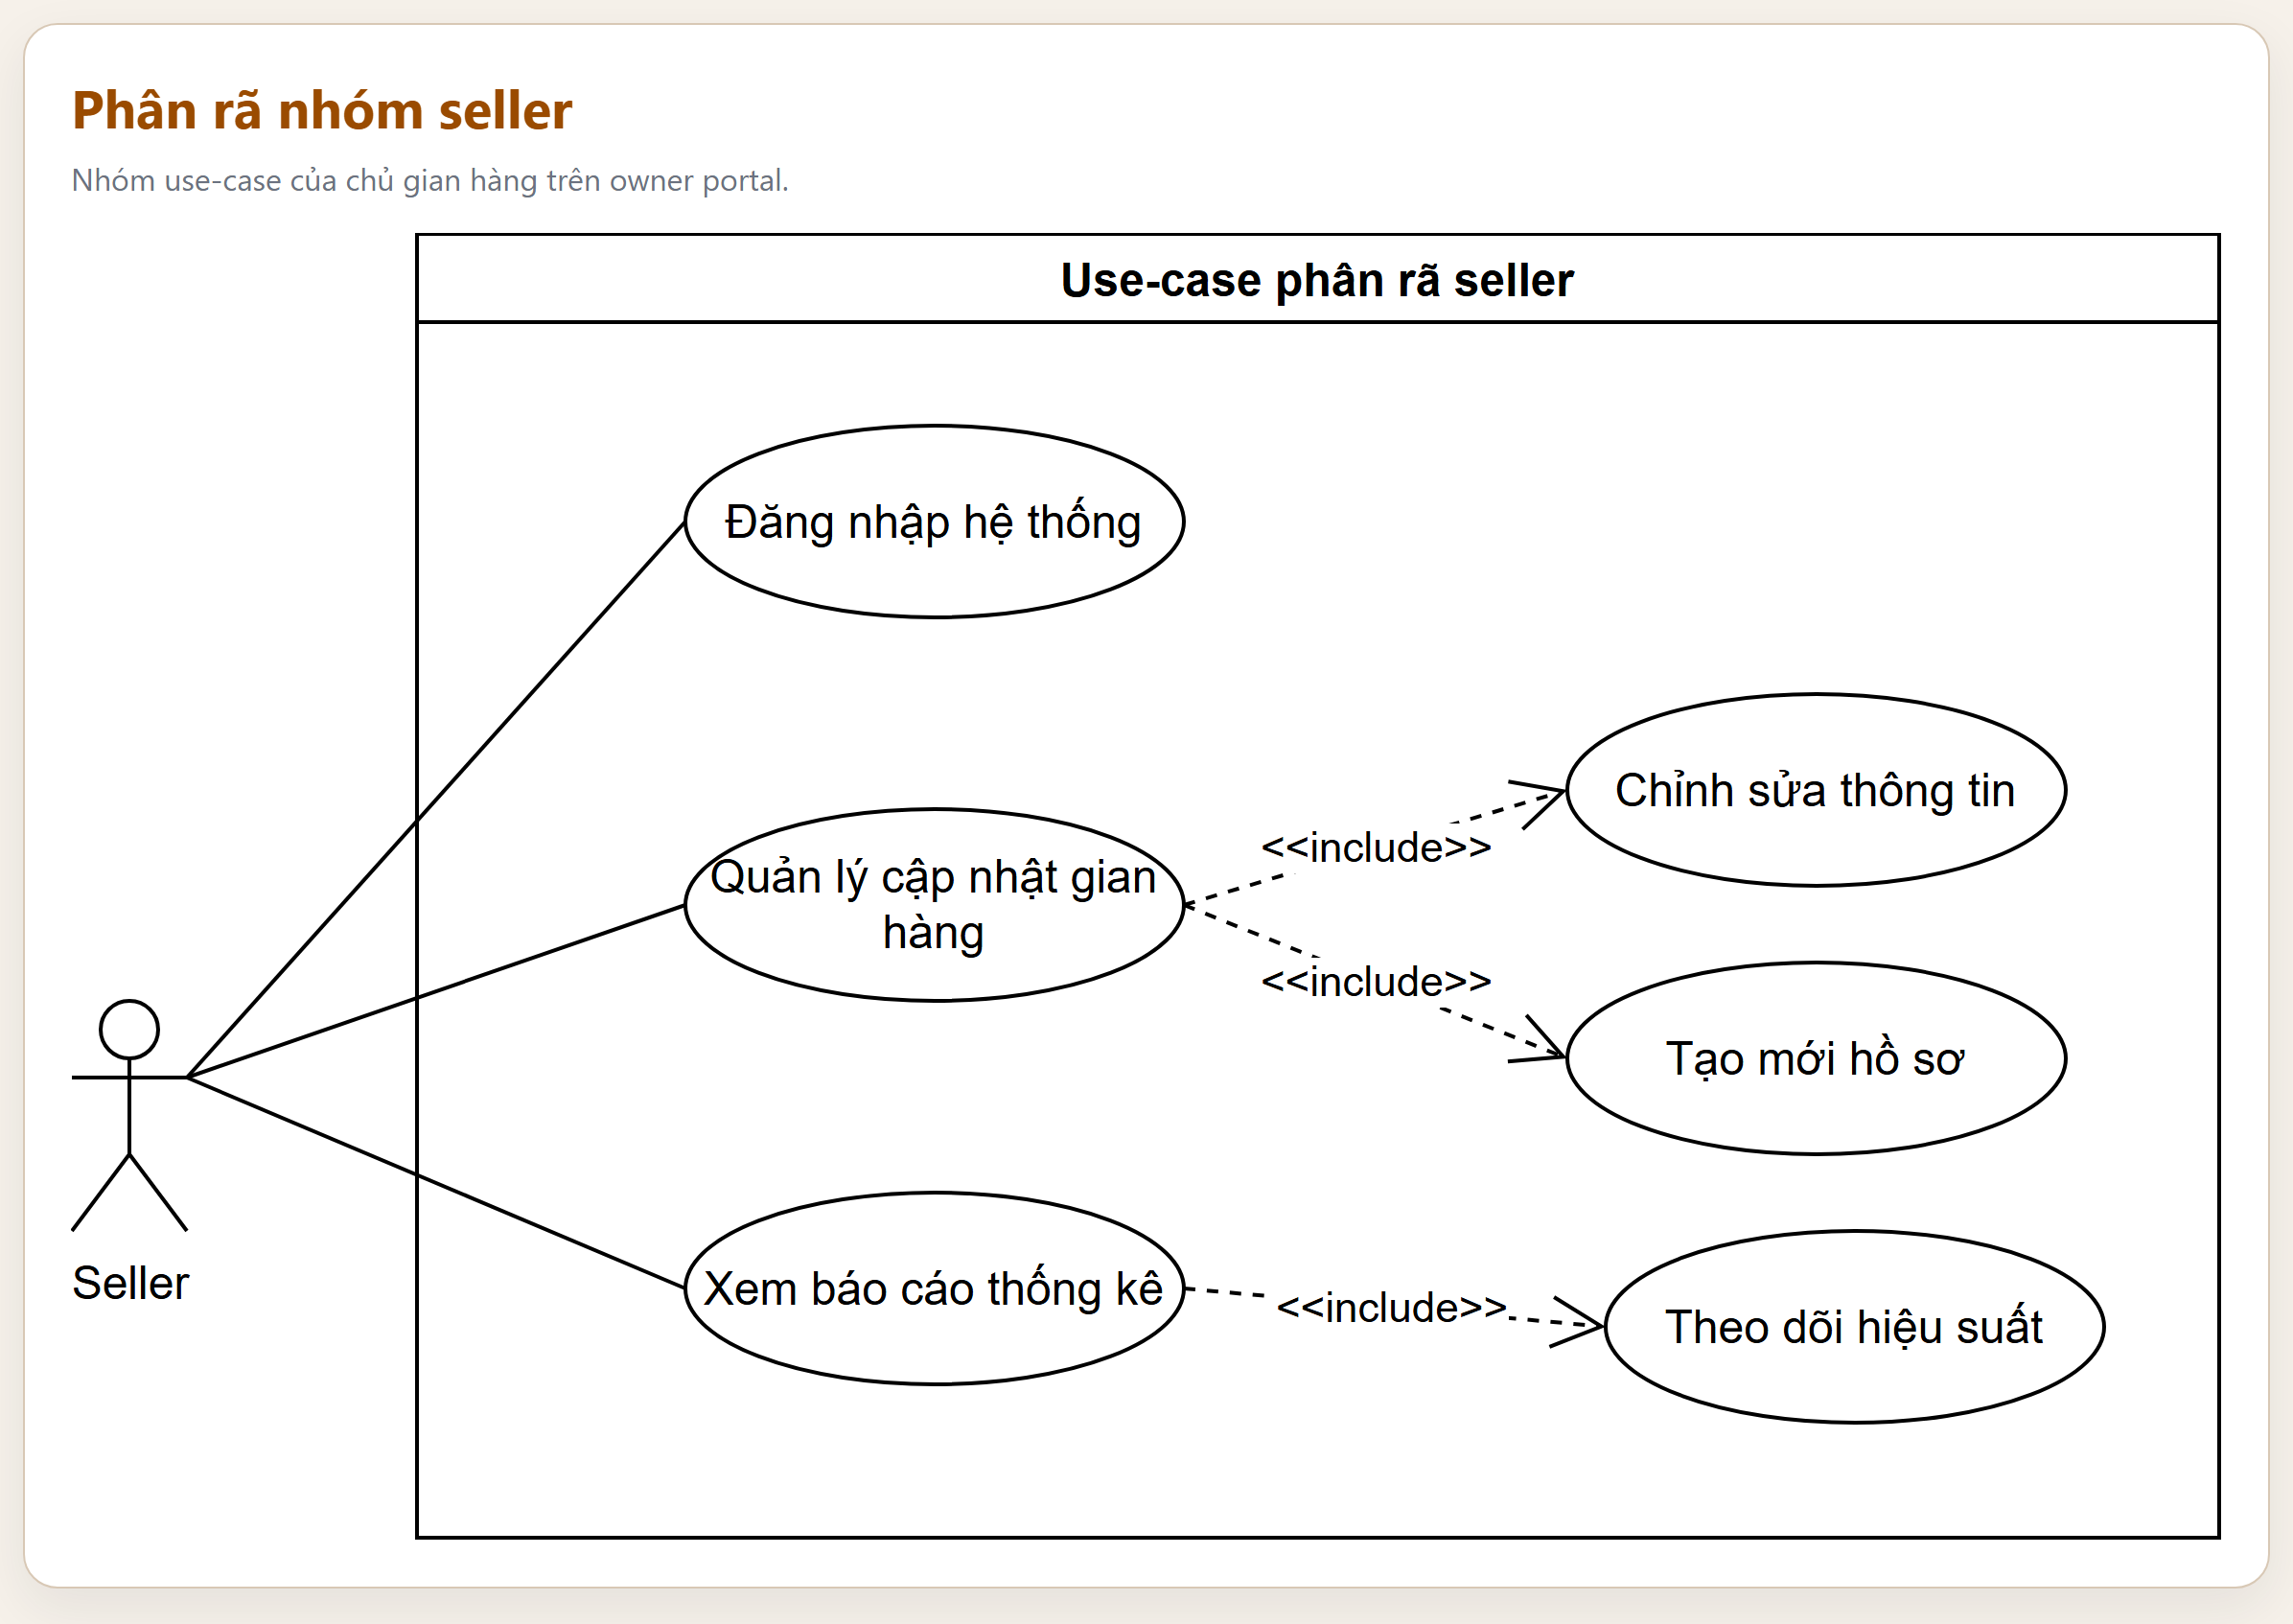 Phân rã nhóm seller
Nhóm use-case của chủ gian hàng trên owner portal.
Use-case phân rã seller
Đăng nhập hệ thống
Chỉnh sửa thông tin
<<include>>
Quản lý cập nhật gian
hàng
<<include>>
Tạo mới hồ sơ
Seller
Xem báo cáo thống kê
<<include>>
Theo dõi hiệu suất